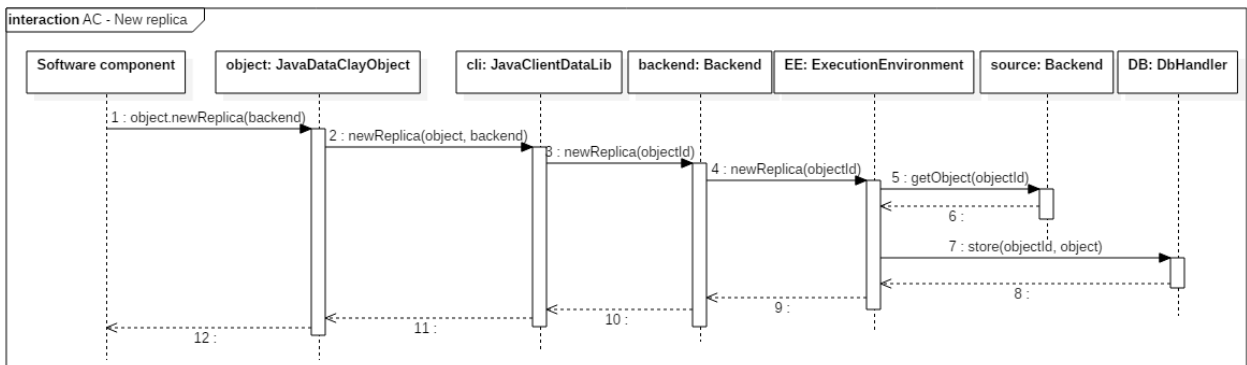 interaction AC - New replica
Software component
object: JavaDataClayObject
cli: JavaClientDataLib
backend: Backend
EE: ExecutionEnvironment
source: Backend
DB: DbHandler
1 : object.newReplica(backend)
2 : newReplica(object, backend)
3 : newReplica(objectId)
4 : newReplica(objectId)
5 : getObject(objectId)
6 :
7 : store(objectId, object)
8 :
9 :
10 :
11 :
12 :